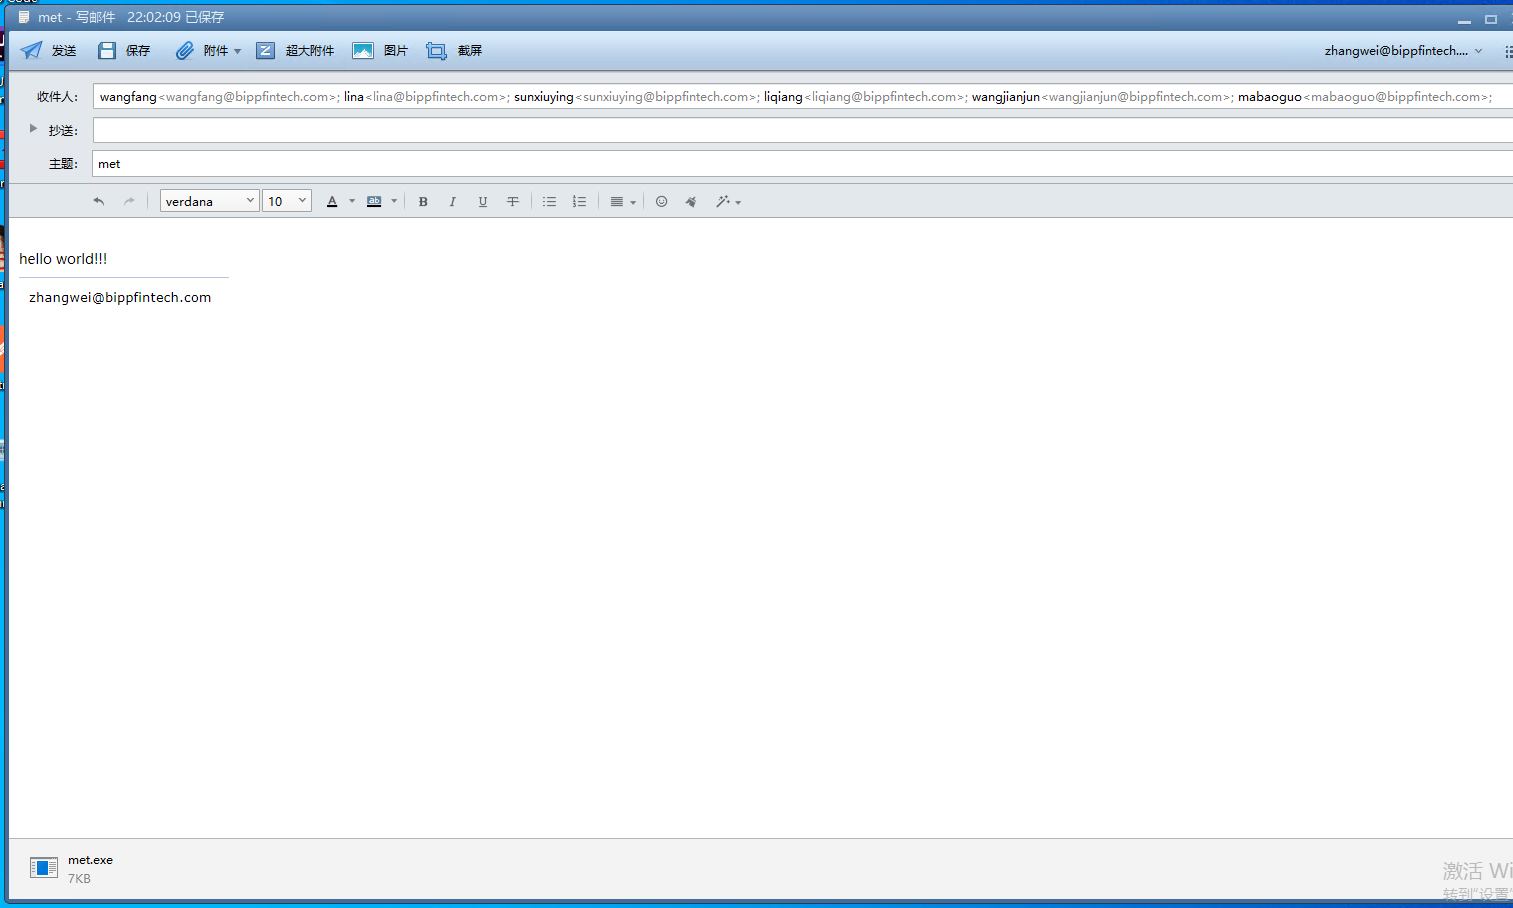 met - 写邮件 22:02:09 已保存
发送 保存 附件 超大附件 图片 截屏 zhangwei@bippfintech....
收件人: wangfang<wangfang@bippfintech.com>; lina<lina@bippfintech.com>; sunxiuying<sunxiuying@bippfintech.com>; liqiang<liqiang@bippfintech.com>; wangjianjun<wangjianjun@bippfintech.com>; mabaoguo<mabaoguo@bippfintech.com>;
抄送:
主题: met
verdana 10 A ab B I U T
hello world!!!
zhangwei@bippfintech.com
met.exe
7KB
激活 Wi
转到"设置"